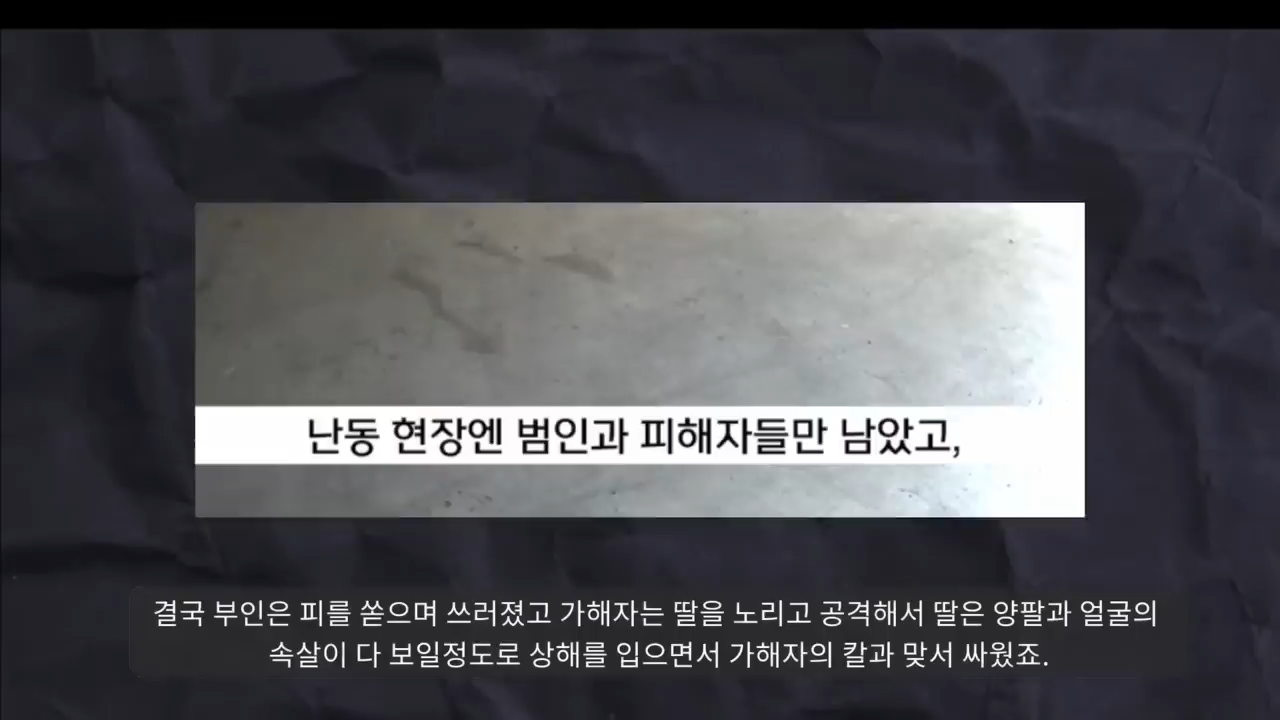 난동 현장엔 범인과 피해자들만 남았고,
결국 부인은 피를 쏟으며 쓰러졌고 가해자는 딸을 노리고 공격해서 딸은 양팔과 얼굴의
속살이 다 보일정도로 상해를 입으면서 가해자의 칼과 맞서 싸웠죠.